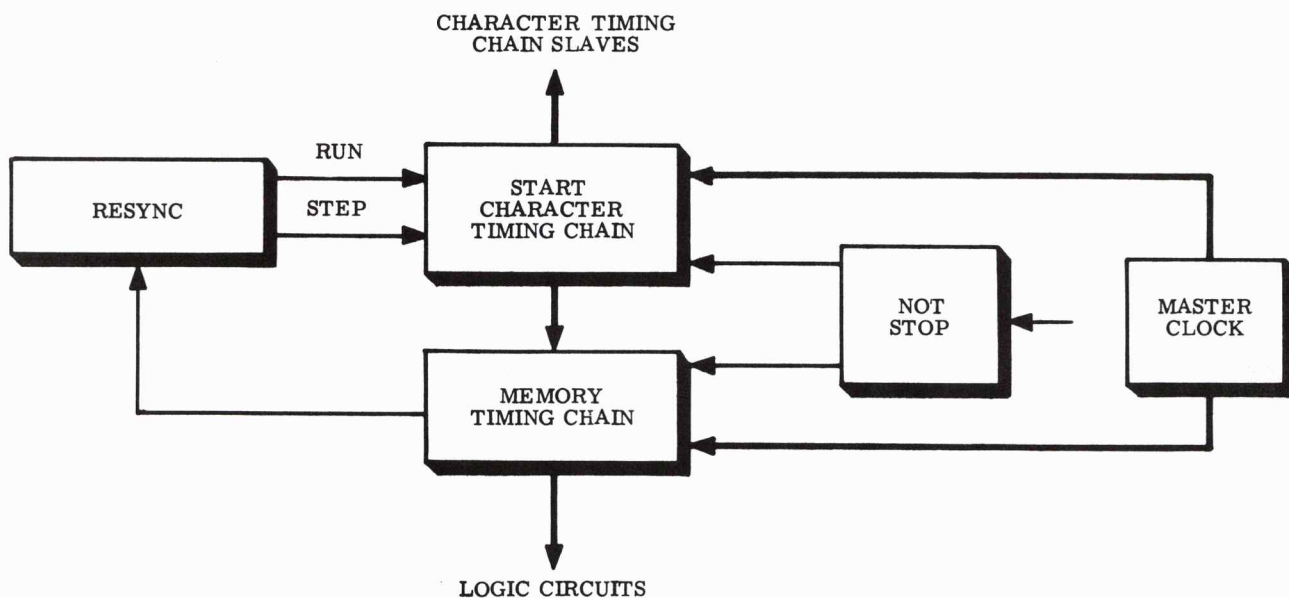 CHARACTER TIMING
CHAIN SLAVES
RUN
STEP
RESYNC
START
CHARACTER
TIMING CHAIN
NOT
STOP
MASTER
CLOCK
MEMORY
TIMING CHAIN
LOGIC CIRCUITS